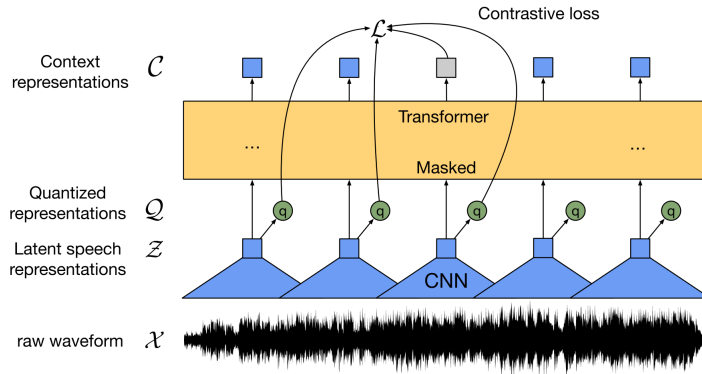 Contrastive loss
ℒ
Context
representations
𝒞
Transformer
...
...
Masked
Quantized
representations
𝒬
q
q
q
q
q
Latent speech
representations
𝒵
CNN
raw waveform
𝒳